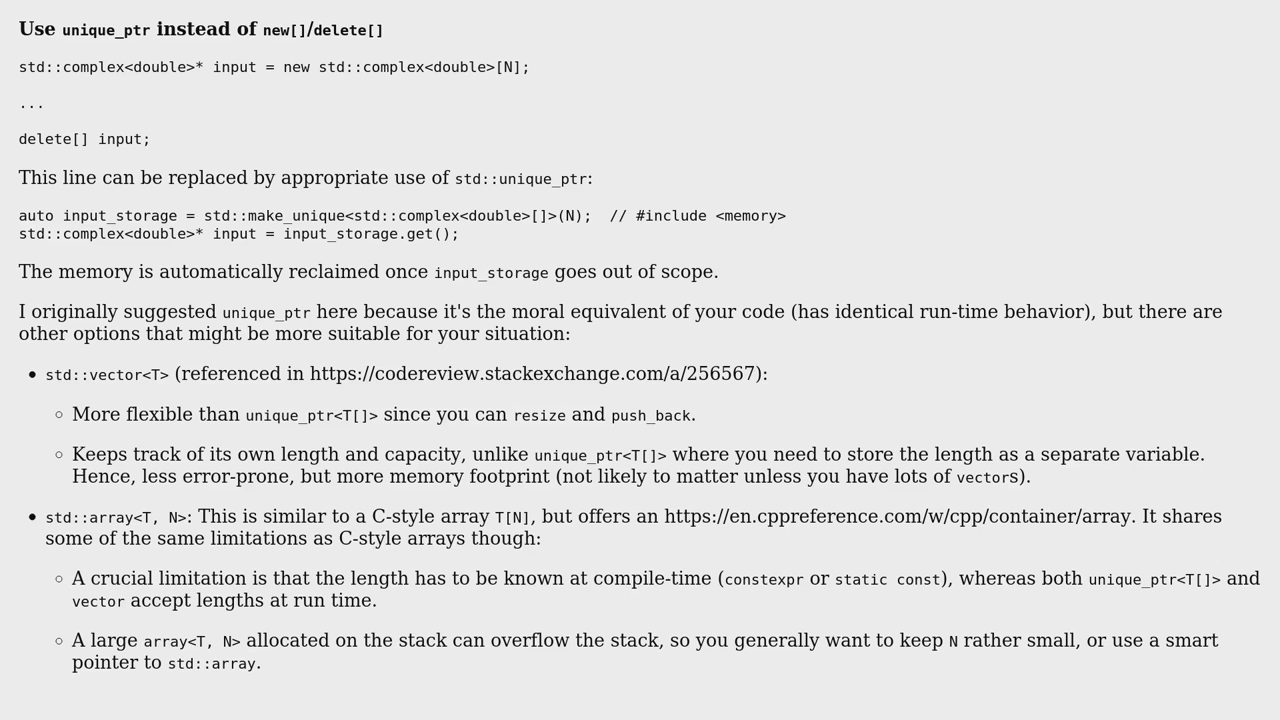 Use unique_ptr instead of new[]/delete[]
std::complex<double>* input = new std::complex<double>[N];
...
delete[] input;
This line can be replaced by appropriate use of std::unique_ptr:
auto input_storage = std::make_unique<std::complex<double>[]>(N);  // #include <memory>
std::complex<double>* input = input_storage.get();
The memory is automatically reclaimed once input_storage goes out of scope.
I originally suggested unique_ptr here because it's the moral equivalent of your code (has identical run-time behavior), but there are
other options that might be more suitable for your situation:
• std::vector<T> (referenced in https://codereview.stackexchange.com/a/256567):
◦ More flexible than unique_ptr<T[]> since you can resize and push_back.
◦ Keeps track of its own length and capacity, unlike unique_ptr<T[]> where you need to store the length as a separate variable.
Hence, less error-prone, but more memory footprint (not likely to matter unless you have lots of vectors).
• std::array<T, N>: This is similar to a C-style array T[N], but offers an https://en.cppreference.com/w/cpp/container/array. It shares
some of the same limitations as C-style arrays though:
◦ A crucial limitation is that the length has to be known at compile-time (constexpr or static const), whereas both unique_ptr<T[]> and
vector accept lengths at run time.
◦ A large array<T, N> allocated on the stack can overflow the stack, so you generally want to keep N rather small, or use a smart
pointer to std::array.